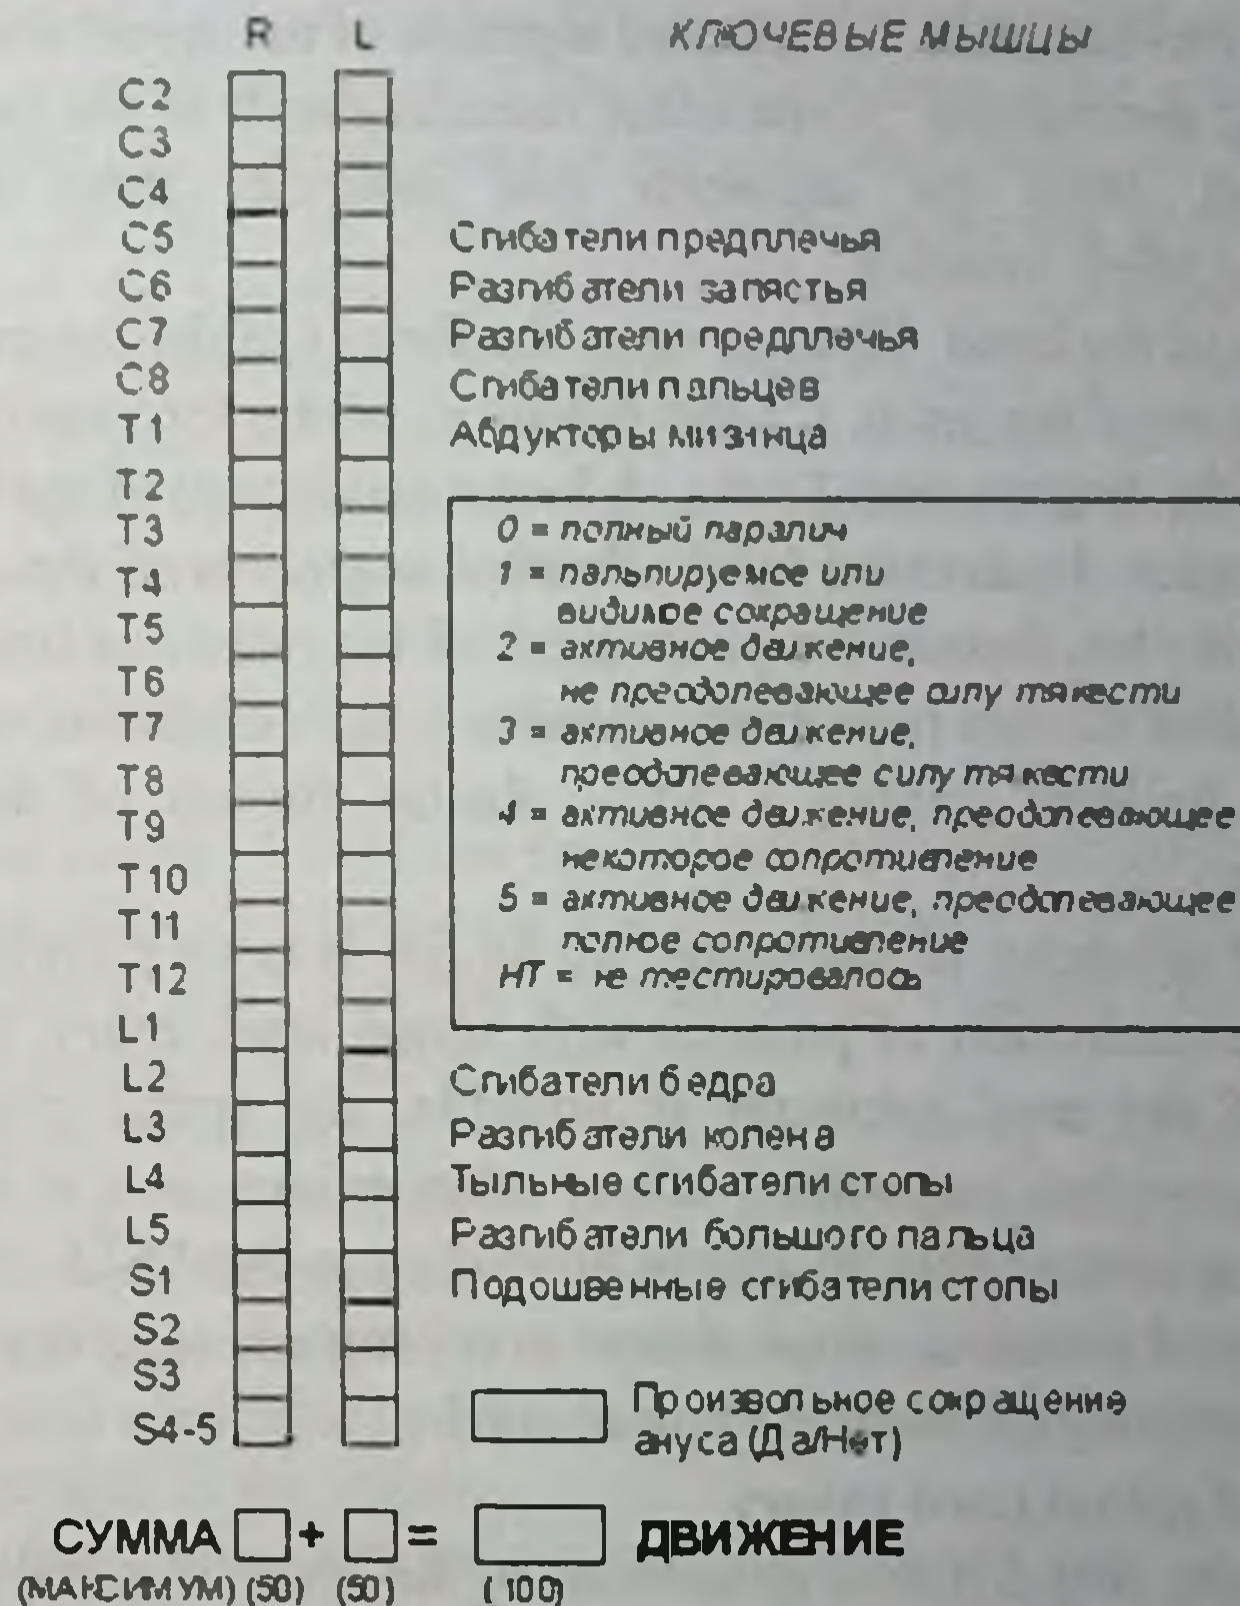 R L КЛЮЧЕВЫЕ МЫШЦЫ
C2
C3
C4
C5 Сгибатели предплечья
C6 Разгибатели запястья
C7 Разгибатели предплечья
C8 Сгибатели пальцев
T1 Абдукторы мизинца
T2
T3 0 = полный паралич
T4 1 = пальпируемое или
T5 видимое сокращение
2 = активное движение,
T6 не преодолевающее силу тяжести
T7 3 = активное движение,
T8 преодолевающее силу тяжести
T9 4 = активное движение, преодолевающее
некоторое сопротивление
T10 5 = активное движение, преодолевающее
T11 полное сопротивление
T12 НТ = не тестировалось
L1
L2 Сгибатели бедра
L3 Разгибатели колена
L4 Тыльные сгибатели стопы
L5 Разгибатели большого пальца
S1 Подошвенные сгибатели стопы
S2
S3
S4-5 Произвольное сокращение
ануса (Да/Нет)
СУММА + = ДВИЖЕНИЕ
(МАКСИМУМ) (50) (50) (100)